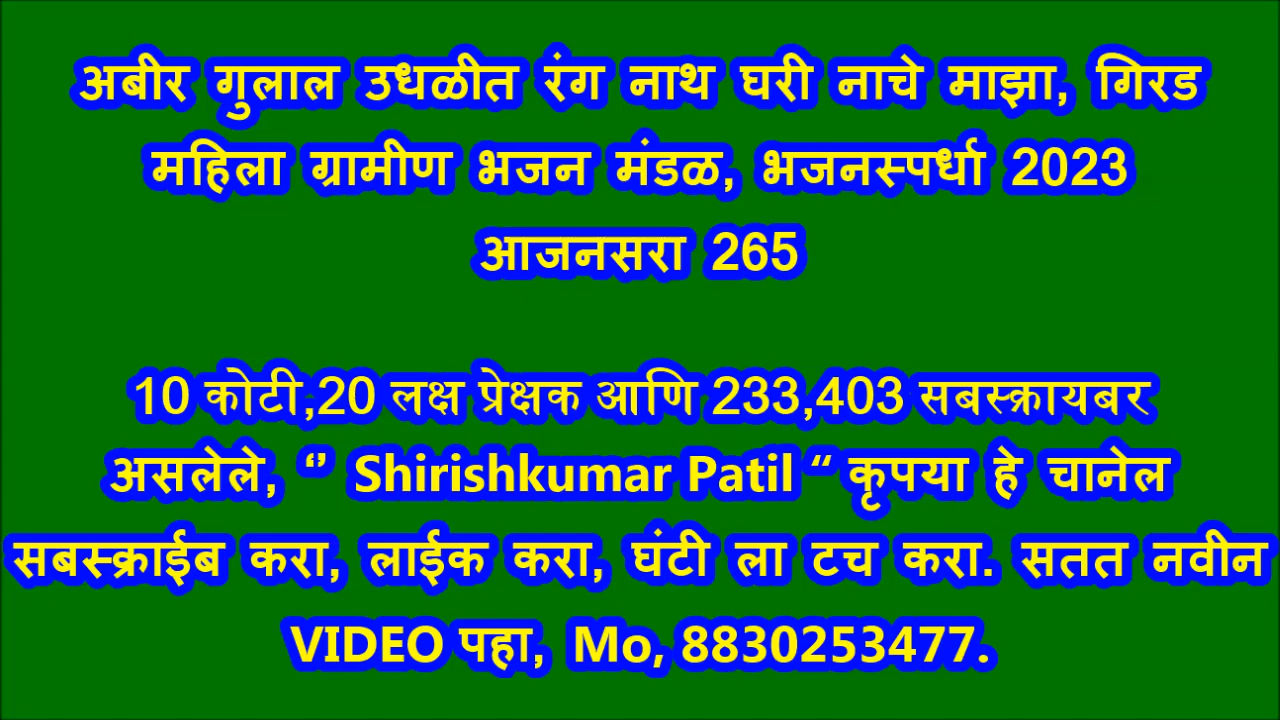 अबीर गुलाल उधळीत रंग नाथ घरी नाचे माझा, गिरड
महिला ग्रामीण भजन मंडळ, भजनस्पर्धा 2023
आजनसरा 265
10 कोटी,20 लक्ष प्रेक्षक आणि 233,403 सबस्क्रायबर
असलेले, “ Shirishkumar Patil “ कृपया हे चानेल
सबस्क्राईब करा, लाईक करा, घंटी ला टच करा. सतत नवीन
VIDEO पहा, Mo, 8830253477.